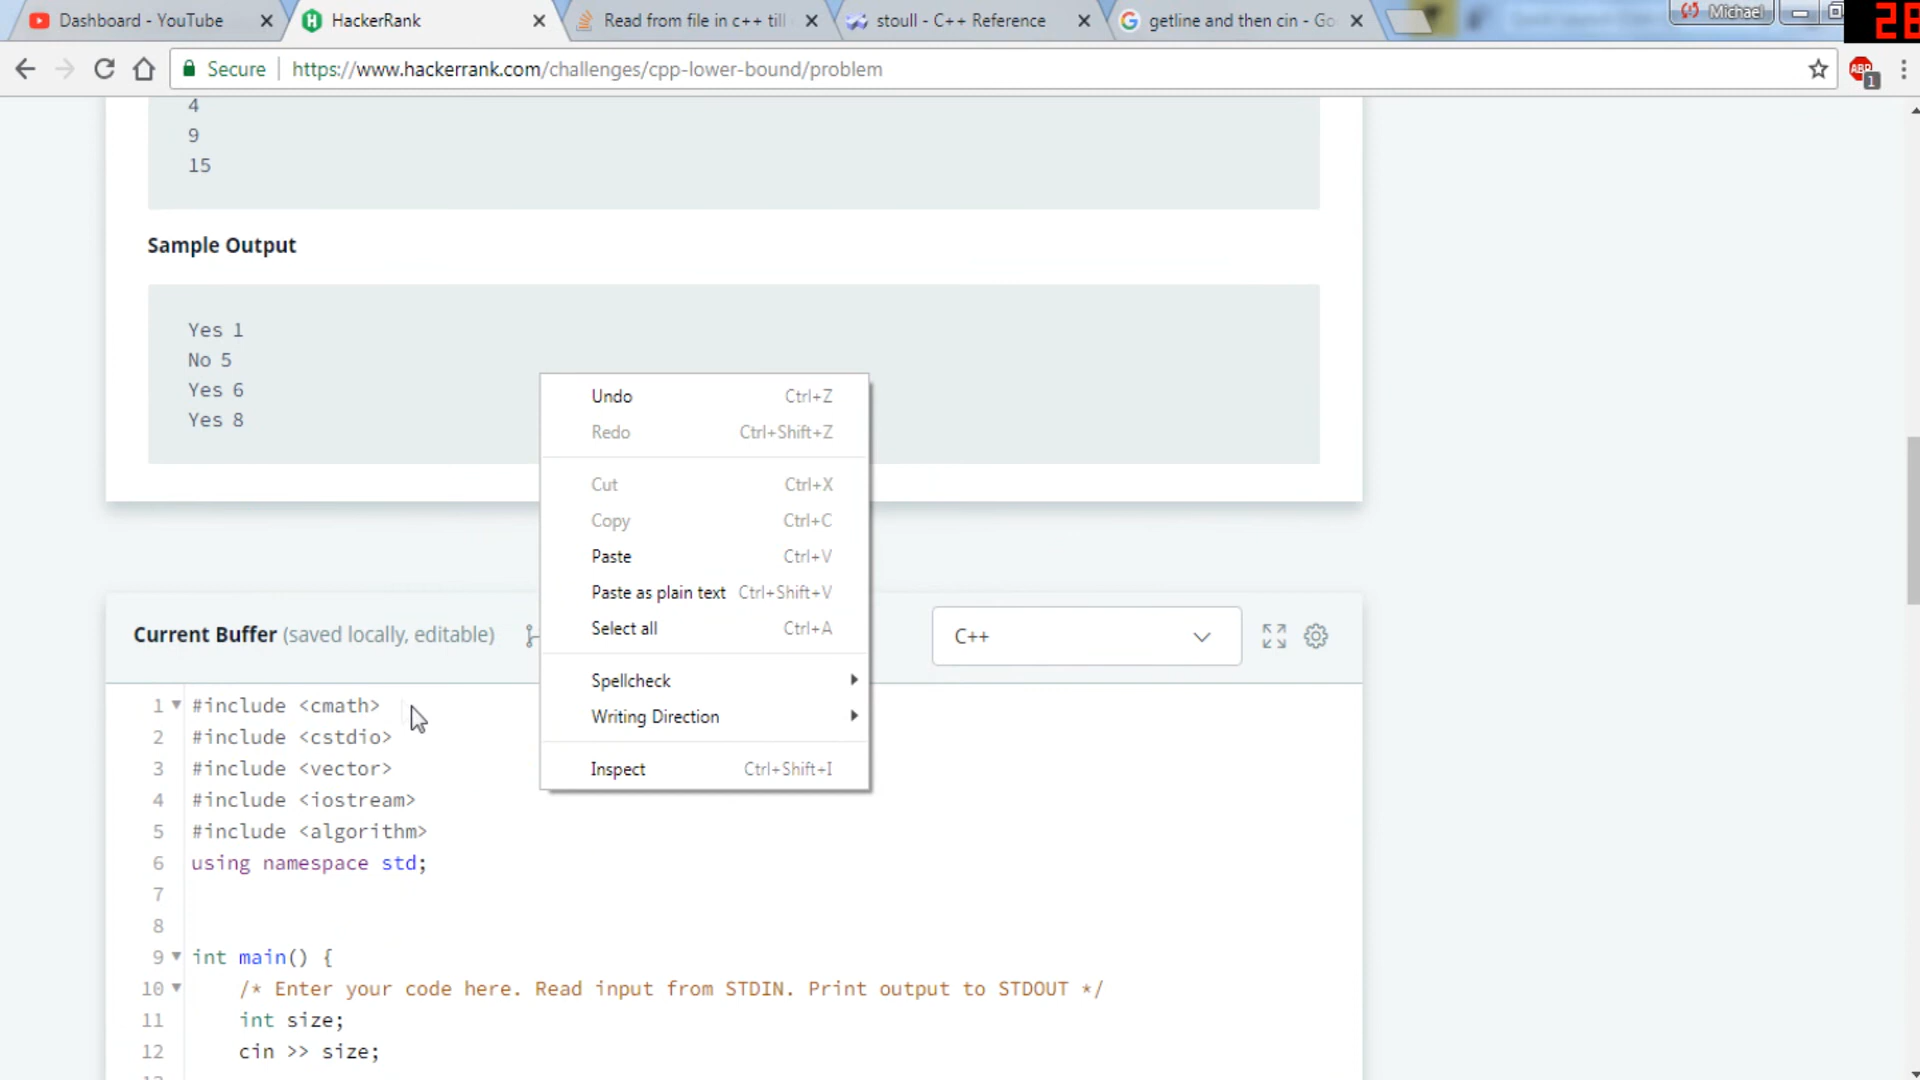 Dashboard - YouTube
HackerRank
Read from file in c++ till
stoull - C++ Reference
getline and then cin - Go
Michael
28
Secure
https://www.hackerrank.com/challenges/cpp-lower-bound/problem
ABP
1
4
9
15
Sample Output
Yes 1
No 5
Yes 6
Yes 8
Undo Ctrl+Z
Redo Ctrl+Shift+Z
Cut Ctrl+X
Copy Ctrl+C
Paste Ctrl+V
Paste as plain text Ctrl+Shift+V
Select all Ctrl+A
Spellcheck
Writing Direction
Inspect Ctrl+Shift+I
Current Buffer (saved locally, editable)
C++
1 #include <cmath>
2 #include <cstdio>
3 #include <vector>
4 #include <iostream>
5 #include <algorithm>
6 using namespace std;
7
8
9 int main() {
10 /* Enter your code here. Read input from STDIN. Print output to STDOUT */
11 int size;
12 cin >> size;